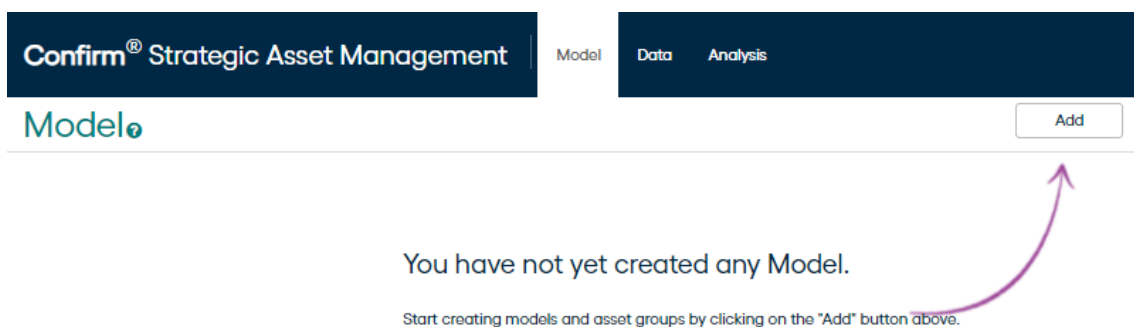 Confirm® Strategic Asset Management Model Data Analysis
Model?
Add
You have not yet created any Model.
Start creating models and asset groups by clicking on the "Add" button above.